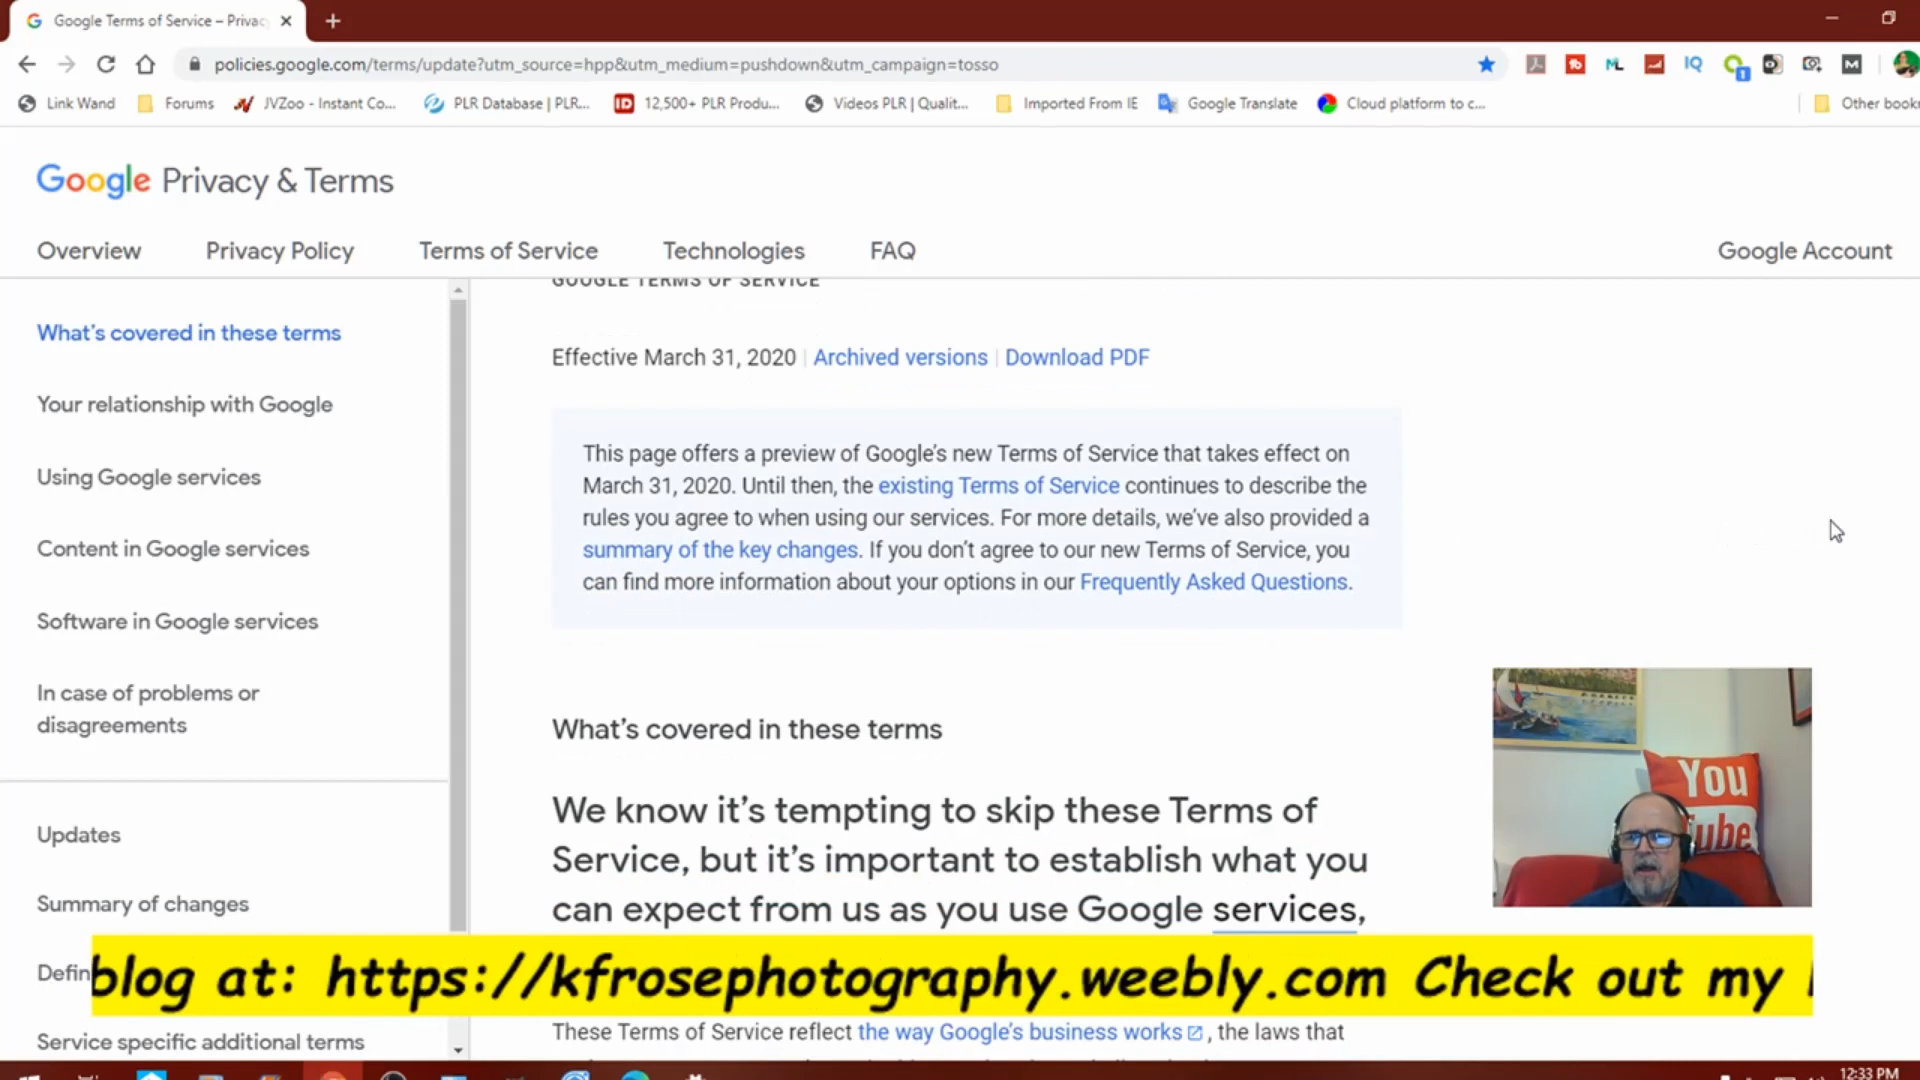 Google Terms of Service – Privac
policies.google.com/terms/update?utm_source=hpp&utm_medium=pushdown&utm_campaign=tosso
Link Wand
Forums
JVZoo - Instant Co...
PLR Database | PLR...
12,500+ PLR Produ...
Videos PLR | Qualit...
Imported From IE
Google Translate
Cloud platform to c...
Other book
Google Privacy & Terms
Overview
Privacy Policy
Terms of Service
Technologies
FAQ
Google Account
What's covered in these terms
Your relationship with Google
Using Google services
Content in Google services
Software in Google services
In case of problems or
disagreements
Updates
Summary of changes
Defin
Service specific additional terms
GOOGLE TERMS OF SERVICE
Effective March 31, 2020 | Archived versions | Download PDF
This page offers a preview of Google's new Terms of Service that takes effect on
March 31, 2020. Until then, the existing Terms of Service continues to describe the
rules you agree to when using our services. For more details, we've also provided a
summary of the key changes. If you don't agree to our new Terms of Service, you
can find more information about your options in our Frequently Asked Questions.
What's covered in these terms
We know it's tempting to skip these Terms of
Service, but it's important to establish what you
can expect from us as you use Google services,
You
Tube
blog at: https://kfrosephotography.weebly.com Check out my
These Terms of Service reflect the way Google's business works, the laws that
12:33 PM